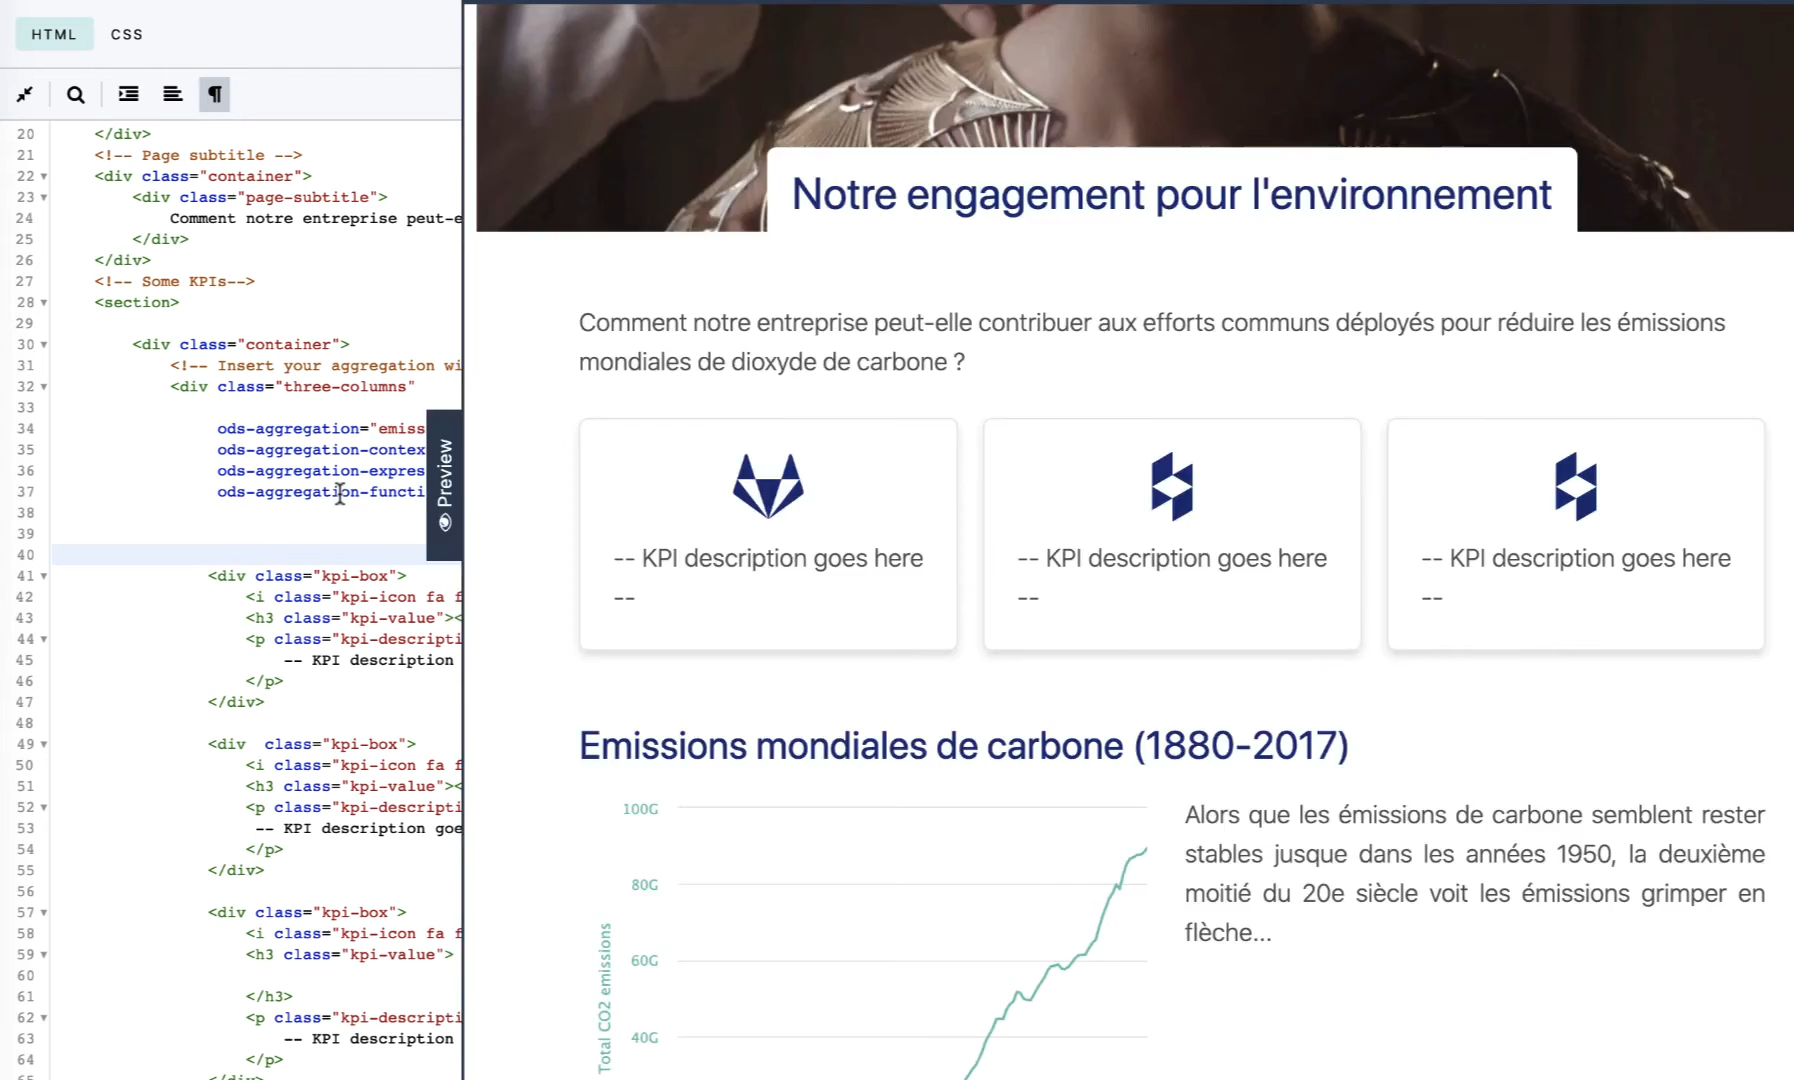 HTML CSS
20 </div>
21 <!-- Page subtitle -->
22 <div class="container">
23 <div class="page-subtitle">
24 Comment notre entreprise peut-e
25 </div>
26 </div>
27 <!-- Some KPIs-->
28 <section>
29
30 <div class="container">
31 <!-- Insert your aggregation wi
32 <div class="three-columns"
33
34 ods-aggregation="emiss
35 ods-aggregation-contex
36 ods-aggregation-expres
37 ods-aggregation-functi
38
39
40
41 <div class="kpi-box">
42 <i class="kpi-icon fa f
43 <h3 class="kpi-value"><
44 <p class="kpi-descripti
45 -- KPI description
46 </p>
47 </div>
48
49 <div  class="kpi-box">
50 <i class="kpi-icon fa f
51 <h3 class="kpi-value"><
52 <p class="kpi-descripti
53 -- KPI description goe
54 </p>
55 </div>
56
57 <div class="kpi-box">
58 <i class="kpi-icon fa f
59 <h3 class="kpi-value">
60
61 </h3>
62 <p class="kpi-descripti
63 -- KPI description
64 </p>
65 </div>
Preview
Notre engagement pour l'environnement
Comment notre entreprise peut-elle contribuer aux efforts communs déployés pour réduire les émissions
mondiales de dioxyde de carbone ?
-- KPI description goes here
--
-- KPI description goes here
--
-- KPI description goes here
--
Emissions mondiales de carbone (1880-2017)
100G
80G
60G
40G
Total CO2 emissions
Alors que les émissions de carbone semblent rester
stables jusque dans les années 1950, la deuxième
moitié du 20e siècle voit les émissions grimper en
flèche...